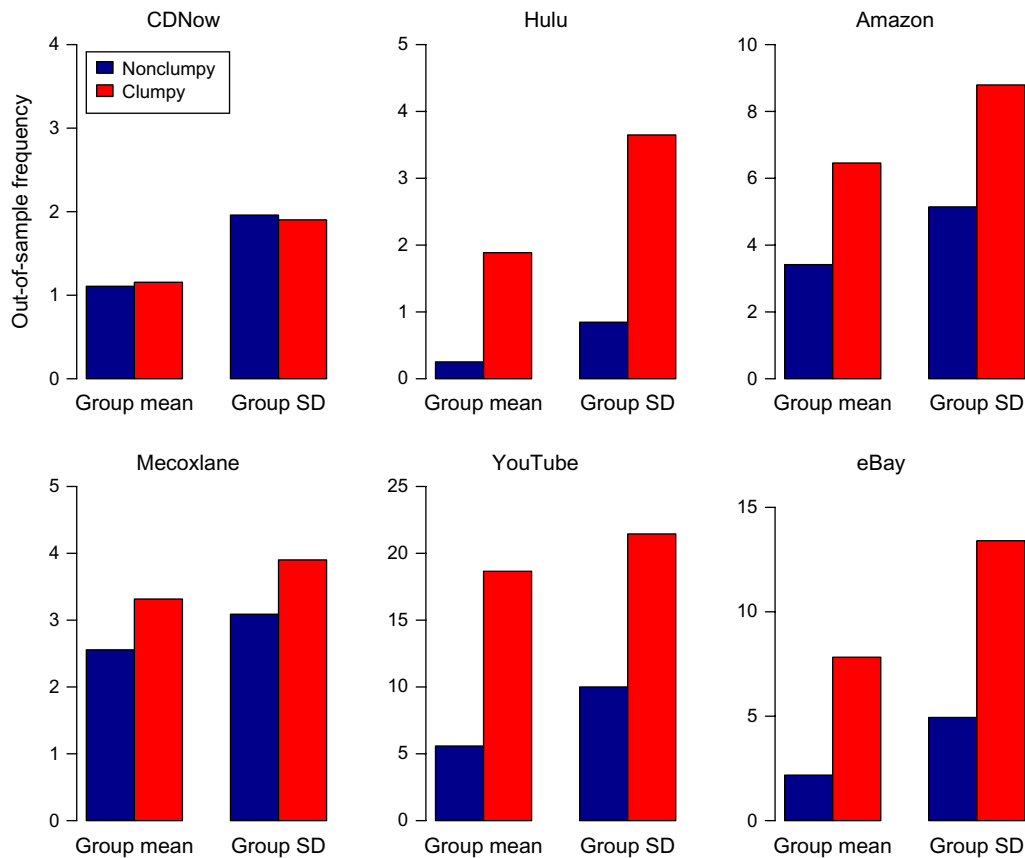 CDNow
Hulu
Amazon
Out-of-sample frequency
Nonclumpy
Clumpy
4
3
2
1
0
Group mean Group SD
5
4
3
2
1
0
Group mean Group SD
10
8
6
4
2
0
Group mean Group SD
Mecoxlane
YouTube
eBay
5
4
3
2
1
0
Group mean Group SD
25
20
15
10
5
0
Group mean Group SD
15
10
5
0
Group mean Group SD